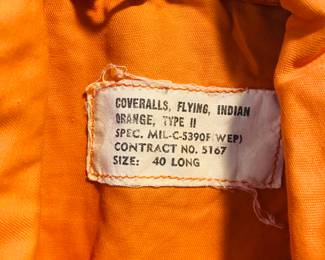 COVERALLS, FLYING, INDIAN
ORANGE, TYPE II
SPEC. MIL-C-5390F(WEP)
CONTRACT NO. 5167
SIZE: 40 LONG